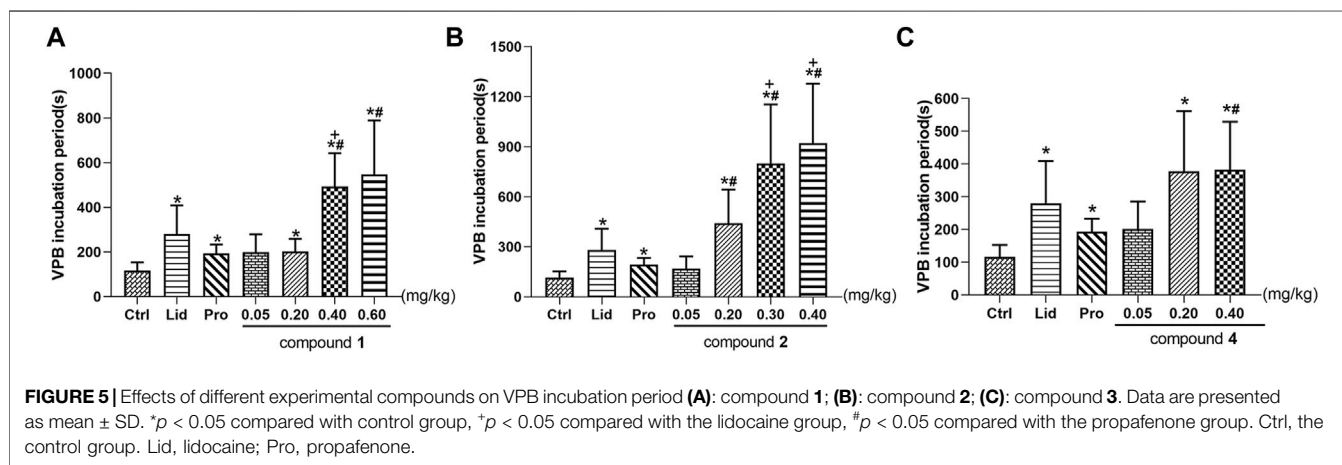 A
VPB incubation period(s)
1000
800
600
400
200
0
*
*
*
+
*#
*#
Ctrl Lid Pro 0.05 0.20 0.40 0.60 (mg/kg)
compound 1
B
VPB incubation period(s)
1500
1200
900
600
300
0
*
*
*#
+
*#
+
*#
Ctrl Lid Pro 0.05 0.20 0.30 0.40 (mg/kg)
compound 2
C
VPB incubation period(s)
600
500
400
300
200
100
0
*
*
*
*#
Ctrl Lid Pro 0.05 0.20 0.40 (mg/kg)
compound 4
FIGURE 5 | Effects of different experimental compounds on VPB incubation period (A): compound 1; (B): compound 2; (C): compound 3. Data are presented
as mean ± SD. *p < 0.05 compared with control group, +p < 0.05 compared with the lidocaine group, #p < 0.05 compared with the propafenone group. Ctrl, the
control group. Lid, lidocaine; Pro, propafenone.